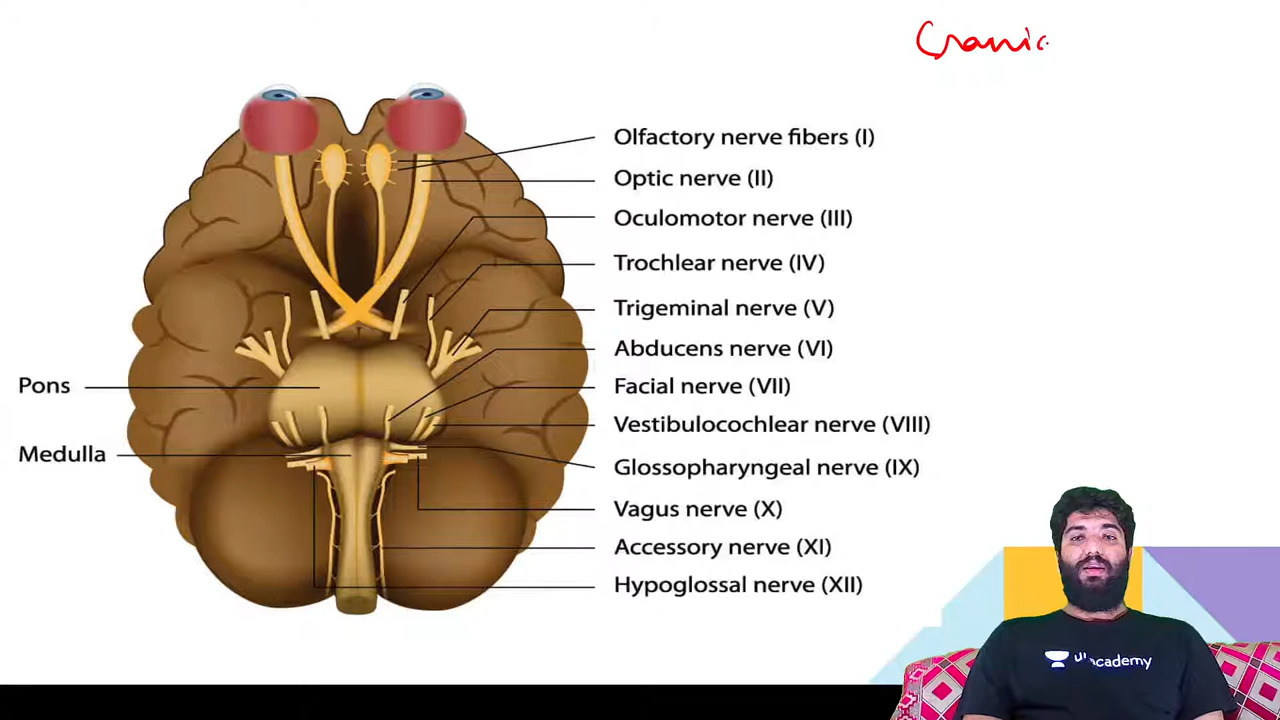 Crania
Olfactory nerve fibers (I)
Optic nerve (II)
Oculomotor nerve (III)
Trochlear nerve (IV)
Trigeminal nerve (V)
Abducens nerve (VI)
Pons
Facial nerve (VII)
Vestibulocochlear nerve (VIII)
Medulla
Glossopharyngeal nerve (IX)
Vagus nerve (X)
Accessory nerve (XI)
Hypoglossal nerve (XII)